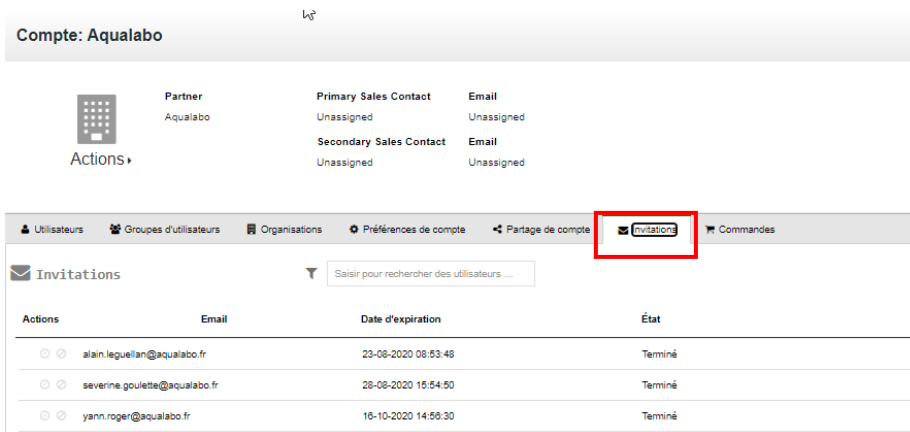 Compte: Aqualabo
Partner Primary Sales Contact Email
Aqualabo Unassigned Unassigned
Secondary Sales Contact Email
Actions Unassigned Unassigned
Utilisateurs Groupes d'utilisateurs Organisations Préférences de compte Partage de compte Invitations Commandes
Invitations Saisir pour rechercher des utilisateurs ...
Actions Email Date d'expiration État
alain.leguellan@aqualabo.fr 23-08-2020 08:53:48 Terminé
severine.goulette@aqualabo.fr 28-08-2020 15:54:50 Terminé
yann.roger@aqualabo.fr 16-10-2020 14:56:30 Terminé